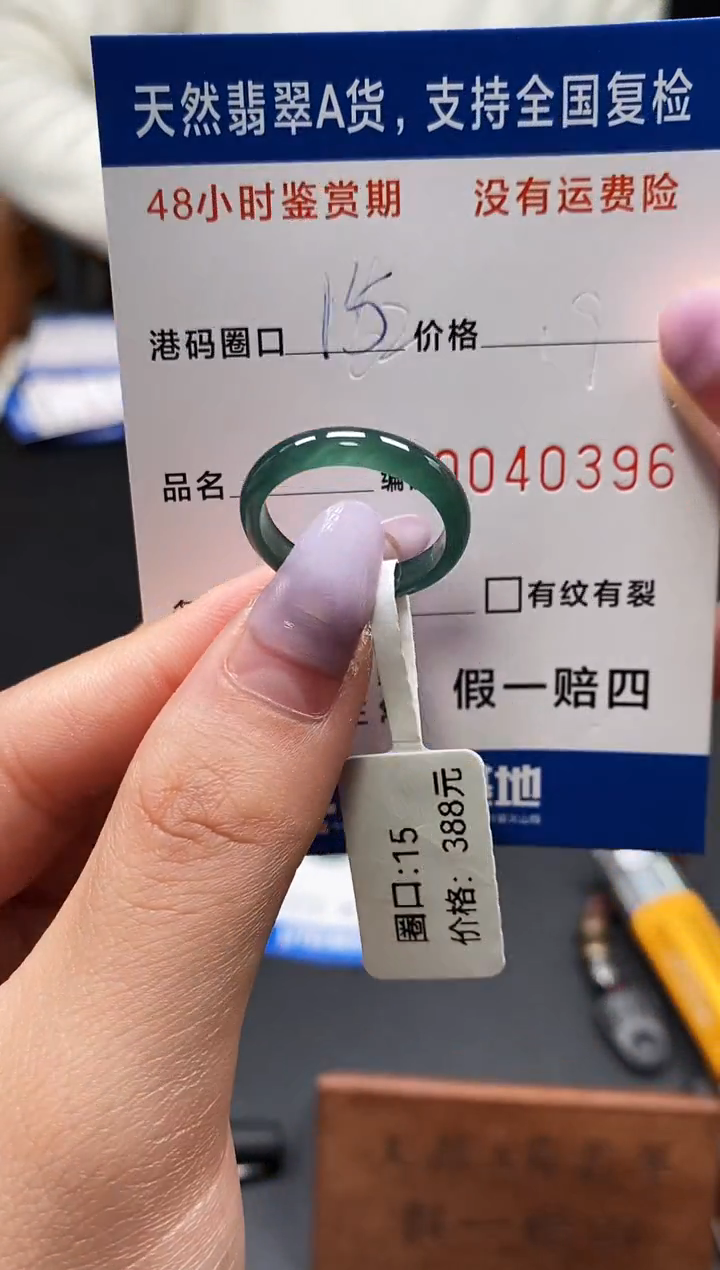 天然翡翠A货，支持全国复检
48小时鉴赏期 没有运费险
港码圈口 15 价格
品名 0040396
□有纹有裂
假一赔四
地
圈口:15
价格: 388元